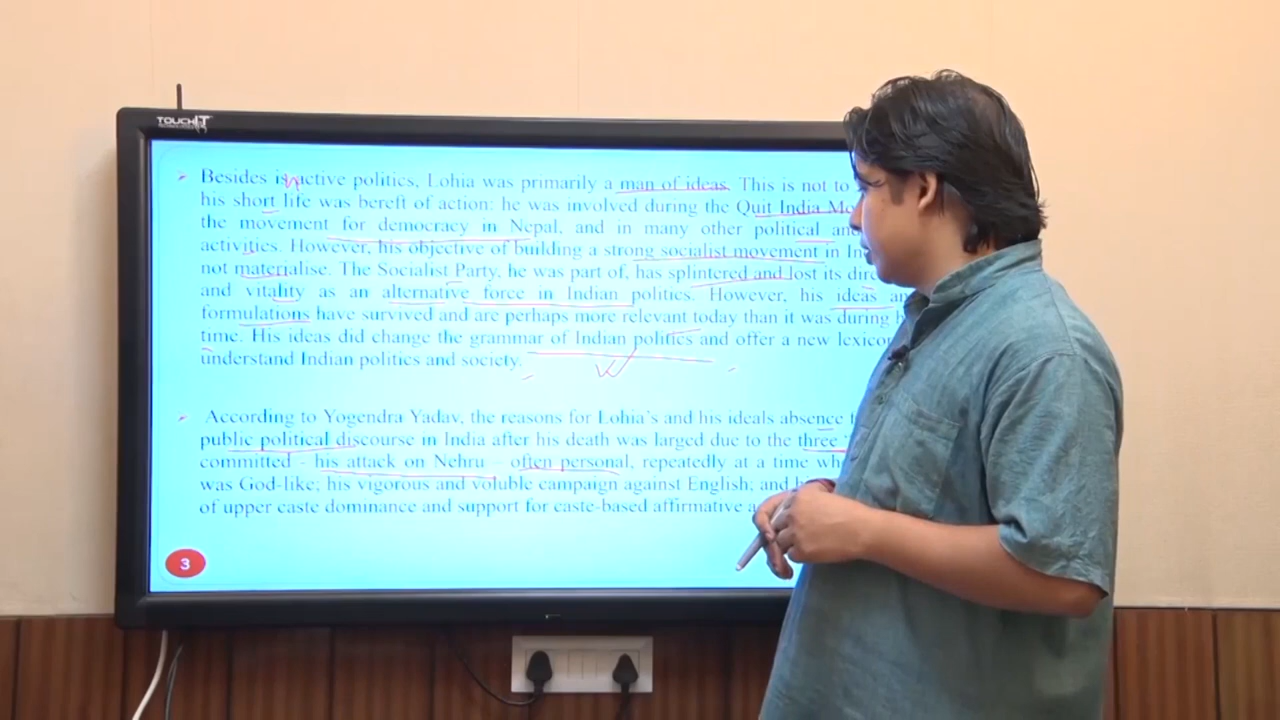 TOUCHIT
Besides is active politics, Lohia was primarily a man of ideas. This is not to
his short life was bereft of action: he was involved during the Quit India
the movement for democracy in Nepal, and in many other political and
activities. However, his objective of building a strong socialist movement in
not materialise. The Socialist Party, he was part of, has splintered and lost its
and vitality as an alternative force in Indian politics. However, his ideas
formulations have survived and are perhaps more relevant today than it was during
time. His ideas did change the grammar of Indian politics and offer a new lexicon
understand Indian politics and society.
According to Yogendra Yadav, the reasons for Lohia's and his ideals absence
public political discourse in India after his death was larged due to the three
committed - his attack on Nehru – often personal, repeatedly at a time
was God-like; his vigorous and voluble campaign against English; and
of upper caste dominance and support for caste-based affirmative
3